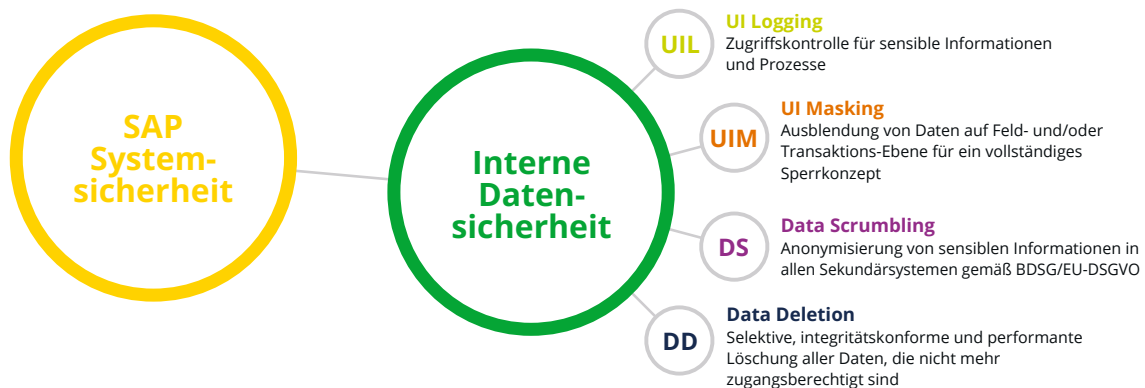 SAP
System-
sicherheit
Interne
Daten-
sicherheit
UIL
UI Logging
Zugriffskontrolle für sensible Informationen
und Prozesse
UIM
UI Masking
Ausblendung von Daten auf Feld- und/oder
Transaktions-Ebene für ein vollständiges
Sperrkonzept
DS
Data Scrumbling
Anonymisierung von sensiblen Informationen in
allen Sekundärsystemen gemäß BDSG/EU-DSGVO
DD
Data Deletion
Selektive, integritätskonforme und performante
Löschung aller Daten, die nicht mehr
zugangsberechtigt sind